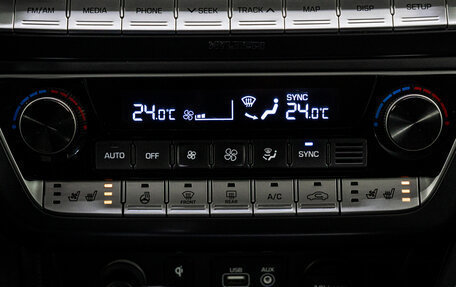 FM/AM MEDIA PHONE ∨ SEEK TRACK ∧ MAP DISP SETUP
HYUNDAI
SYNC
24.0°C 24.0°C
AUTO OFF SYNC
FRONT REAR A/C
USB AUX